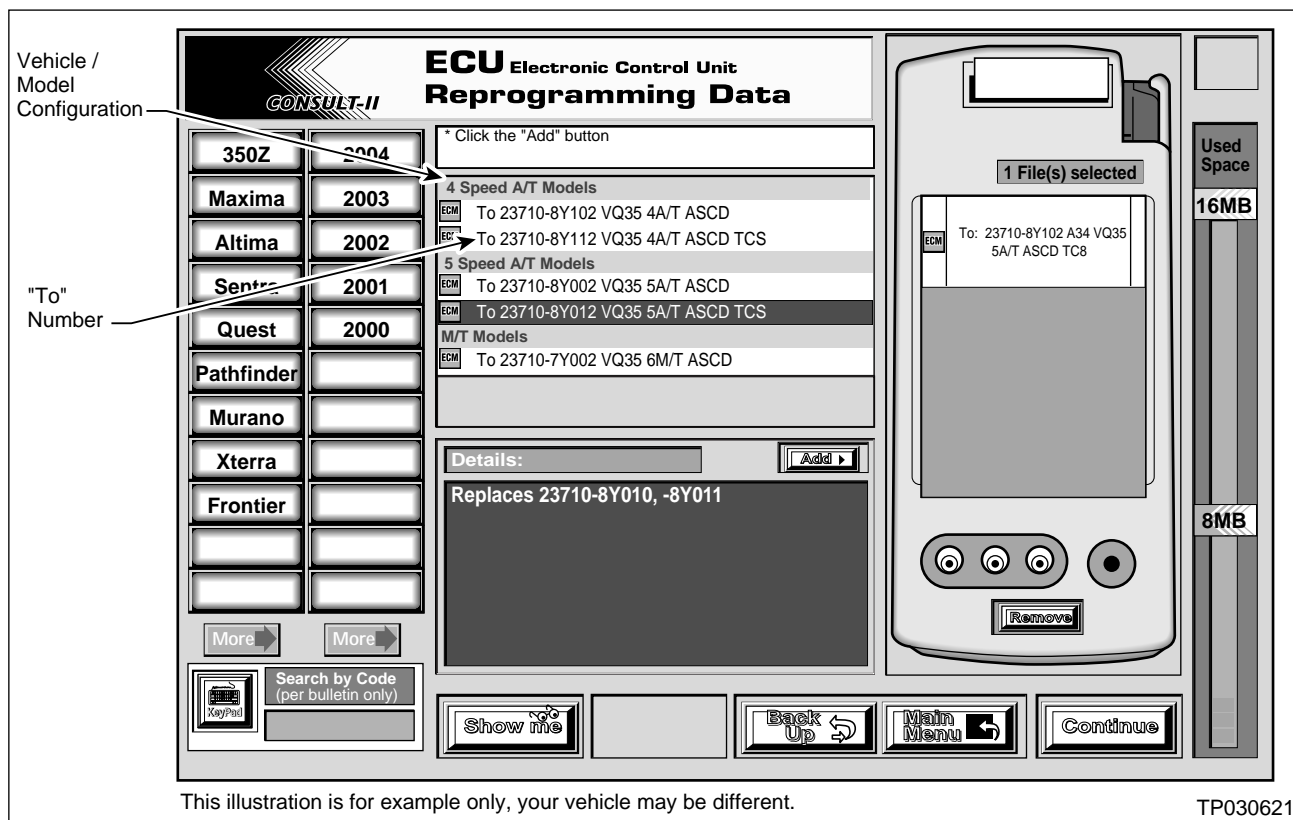 Vehicle /
Model
Configuration
"To"
Number
CONSULT-II
ECU Electronic Control Unit
Reprogramming Data
350Z
Maxima
Altima
Sentra
Quest
Pathfinder
Murano
Xterra
Frontier
More
2004
2003
2002
2001
2000
More
KeyPad
Search by Code
(per bulletin only)
* Click the "Add" button
4 Speed A/T Models
ECM To 23710-8Y102 VQ35 4A/T ASCD
ECM To 23710-8Y112 VQ35 4A/T ASCD TCS
5 Speed A/T Models
ECM To 23710-8Y002 VQ35 5A/T ASCD
ECM To 23710-8Y012 VQ35 5A/T ASCD TCS
M/T Models
ECM To 23710-7Y002 VQ35 6M/T ASCD
Details:
Add
Replaces 23710-8Y010, -8Y011
Show me
Back
Up
Main
Menu
Continue
1 File(s) selected
ECM
To: 23710-8Y102 A34 VQ35
5A/T ASCD TC8
Remove
Used
Space
16MB
8MB
This illustration is for example only, your vehicle may be different.
TP030621